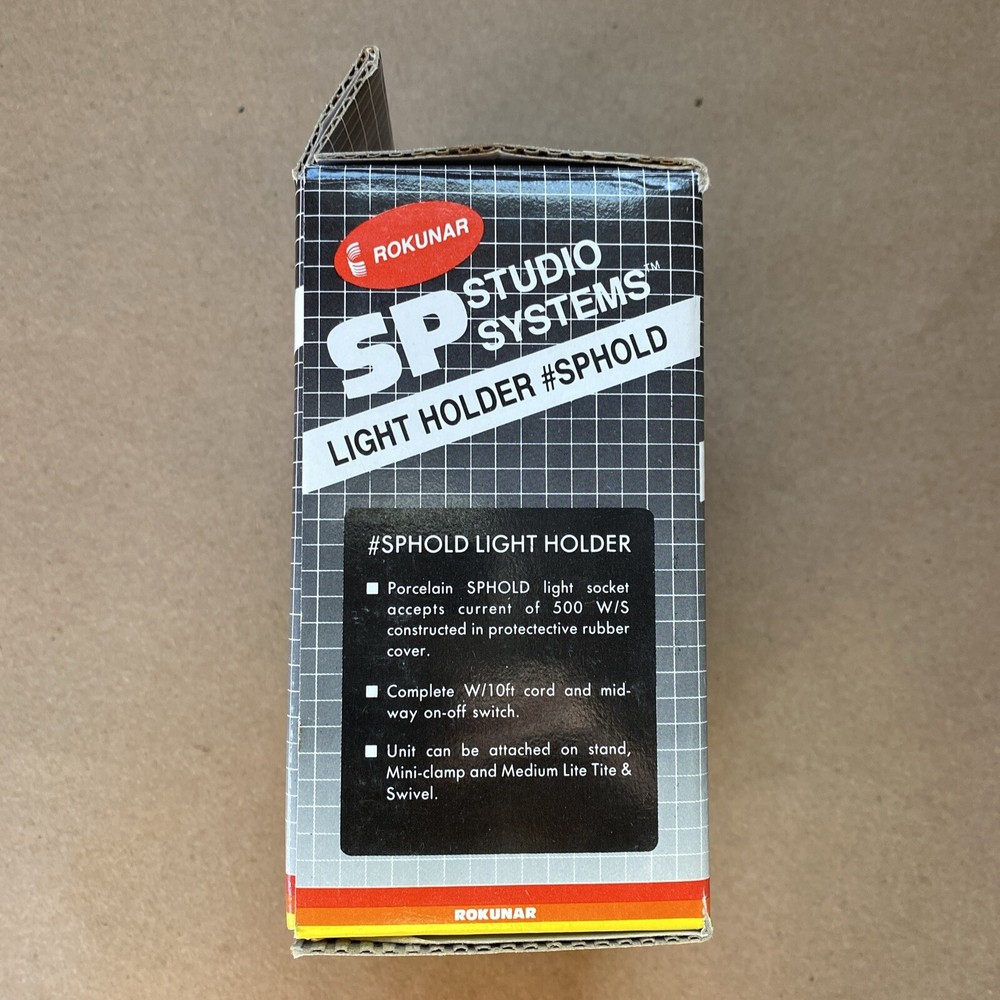 ROKUNAR
SP STUDIO
SYSTEMS™
LIGHT HOLDER #SPHOLD
#SPHOLD LIGHT HOLDER
■ Porcelain SPHOLD light socket
accepts current of 500 W/S
constructed in protectective rubber
cover.
■ Complete W/10ft cord and mid-
way on-off switch.
■ Unit can be attached on stand,
Mini-clamp and Medium Lite Tite &
Swivel.
ROKUNAR